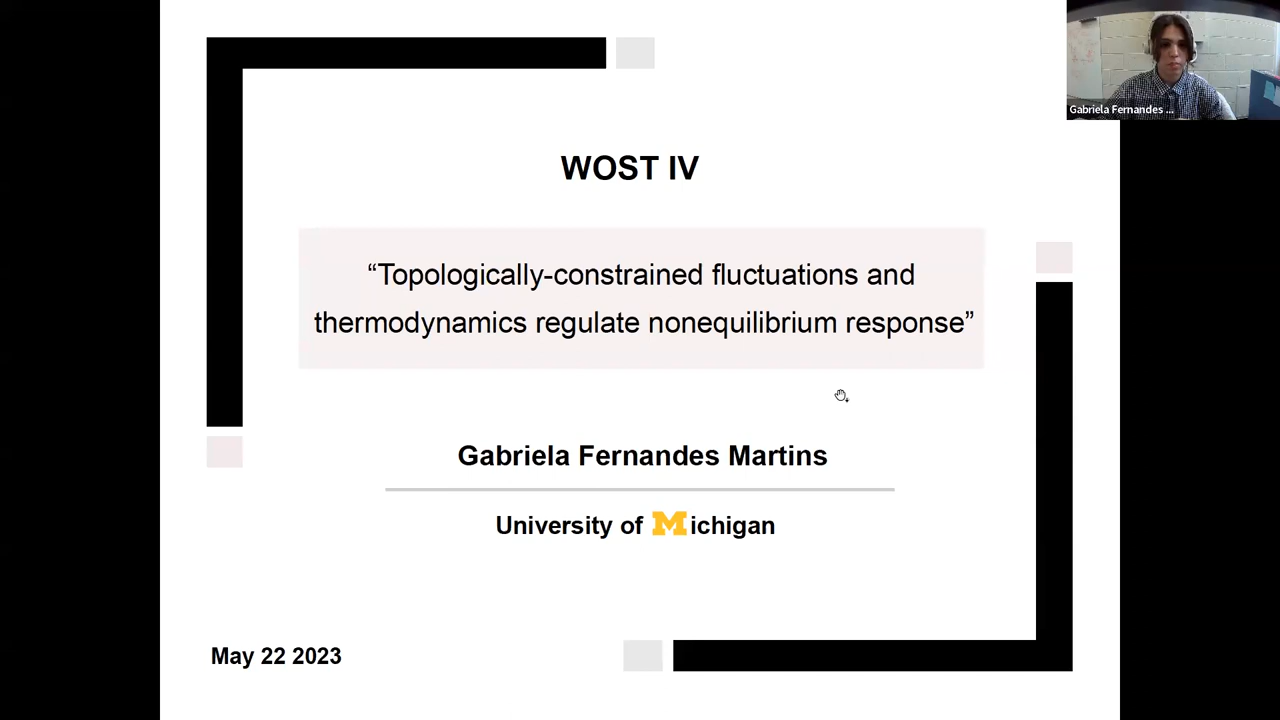 Gabriela Fernandes ...
WOST IV
“Topologically-constrained fluctuations and
thermodynamics regulate nonequilibrium response”
Gabriela Fernandes Martins
University of Michigan
May 22 2023